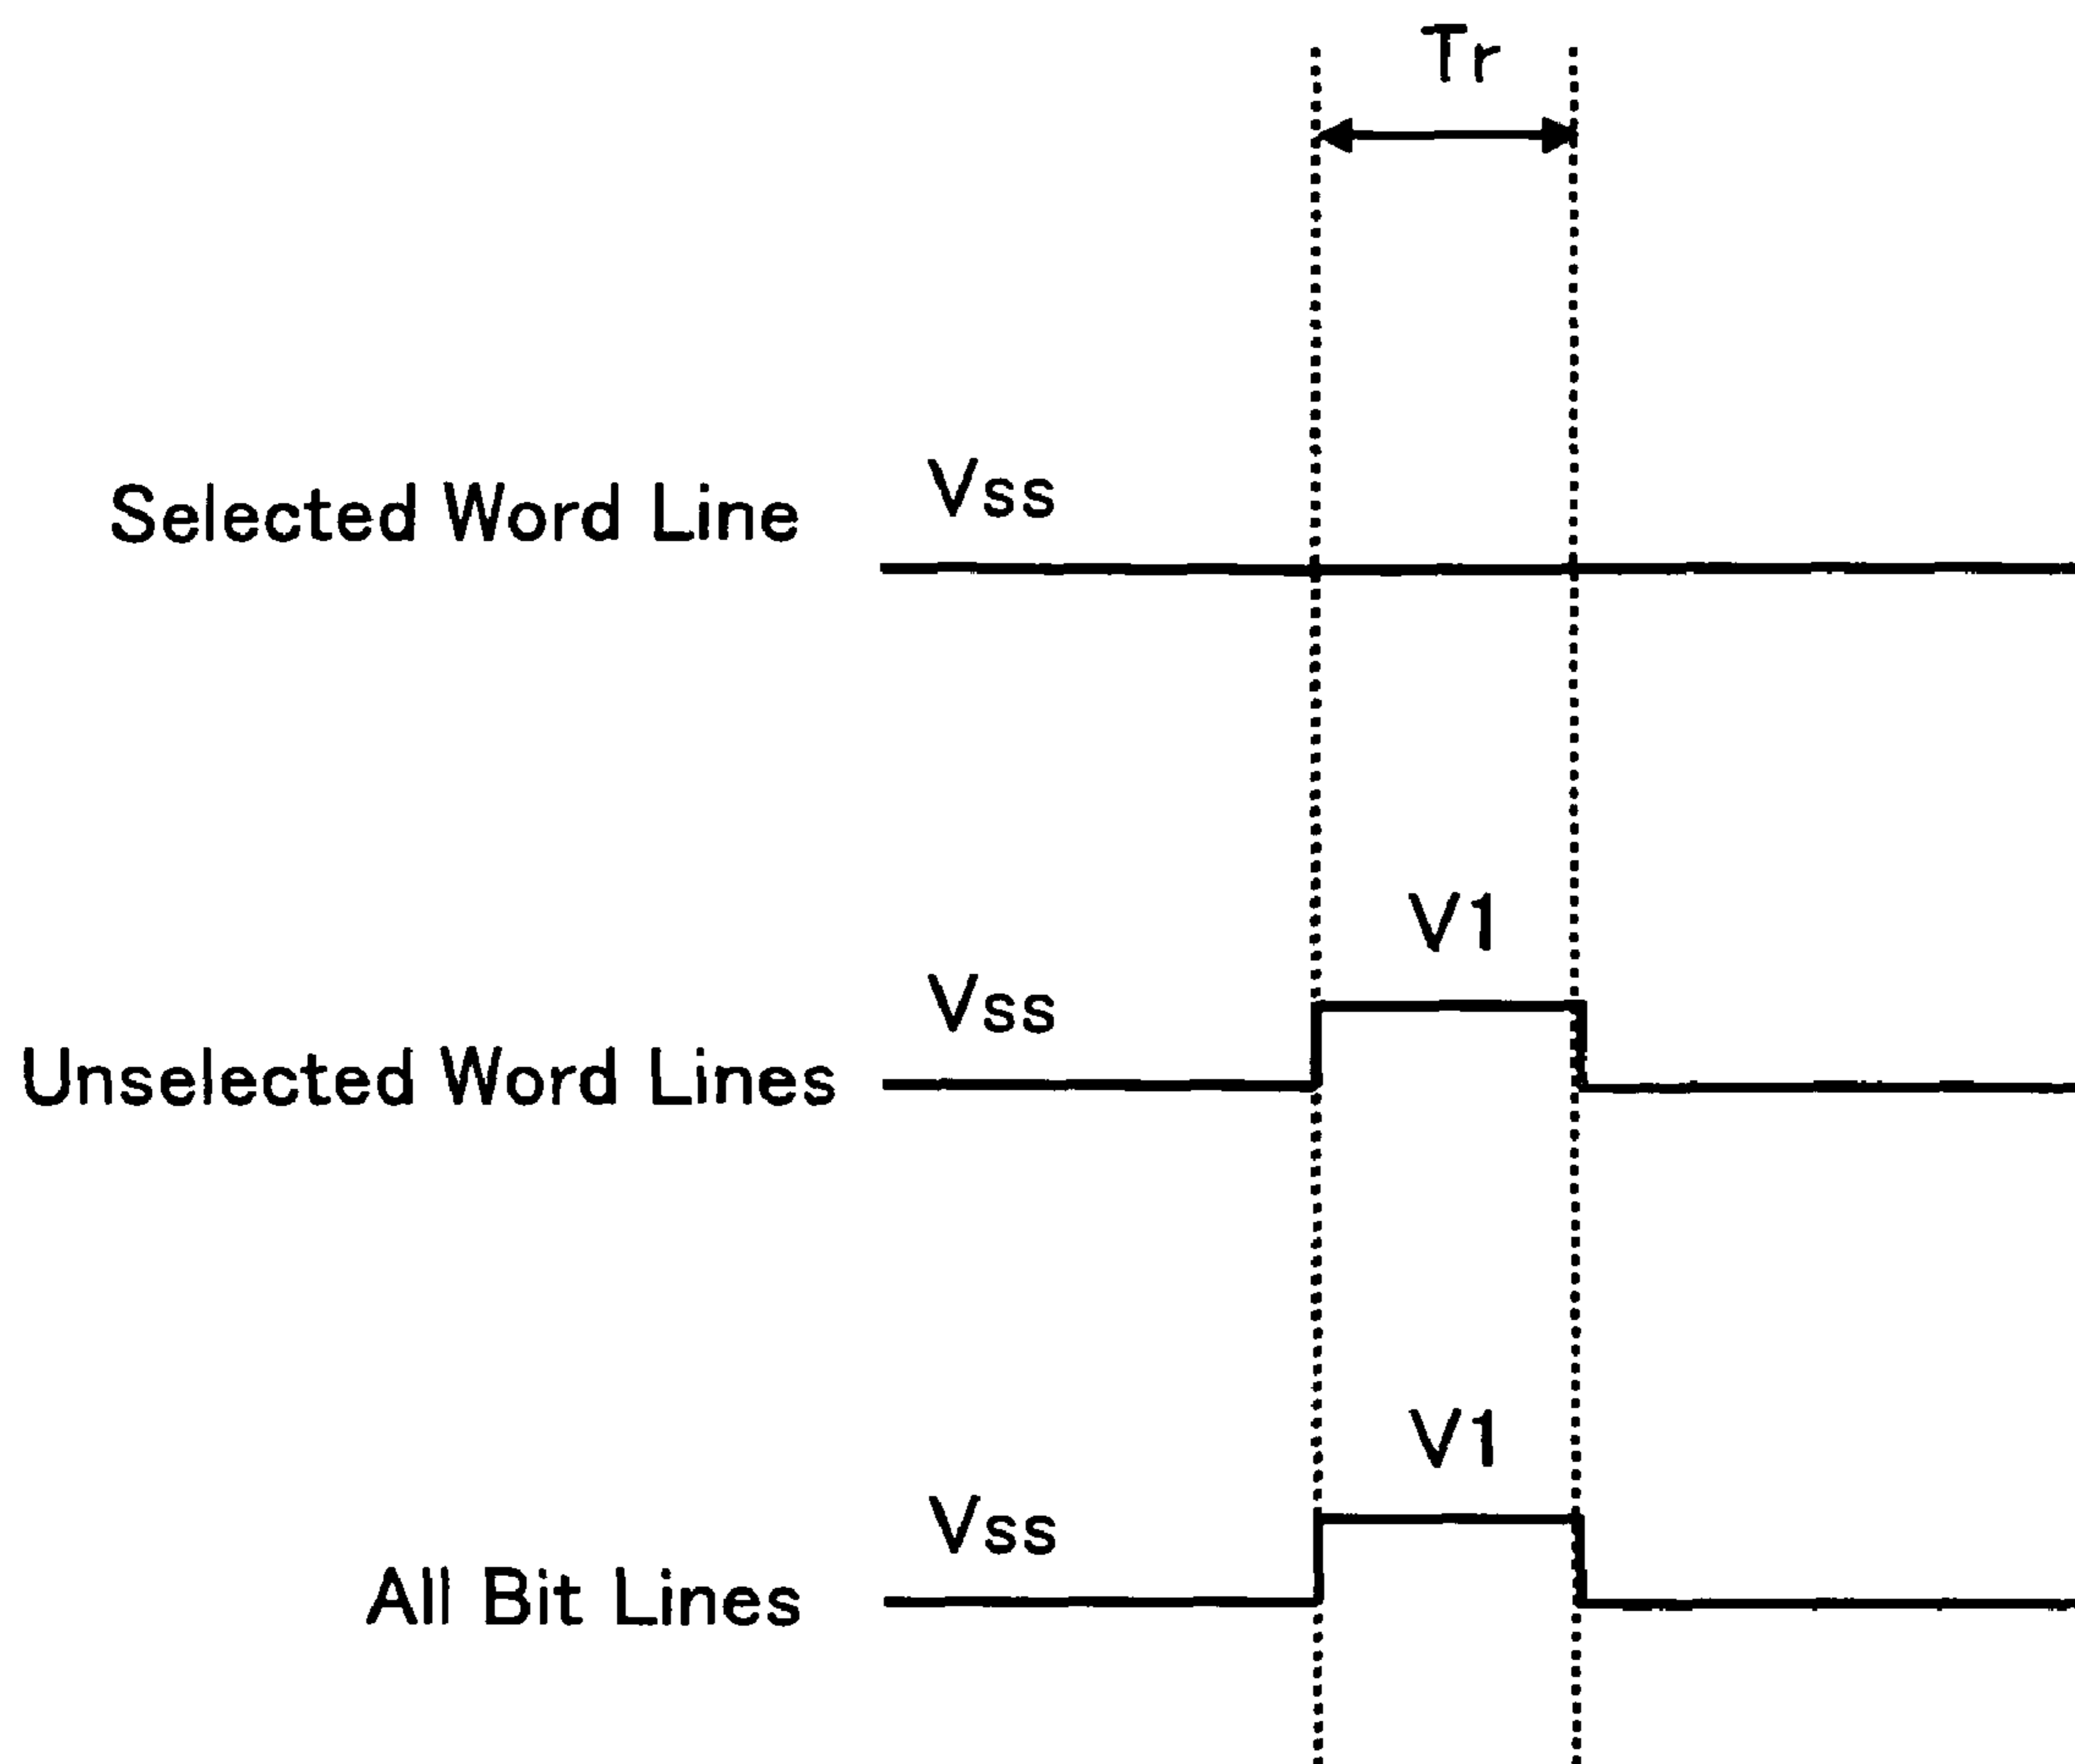 Tr
Vss
Selected Word Line
V1
Vss
Unselected Word Lines
V1
Vss
All Bit Lines